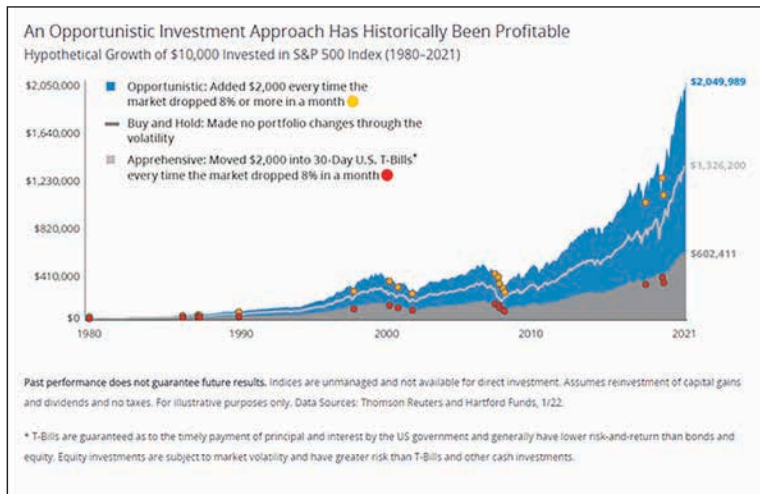 An Opportunistic Investment Approach Has Historically Been Profitable
Hypothetical Growth of $10,000 Invested in S&P 500 Index (1980–2021)
$2,050,000
$1,640,000
$1,230,000
$820,000
$410,000
$0
Opportunistic: Added $2,000 every time the
market dropped 8% or more in a month
Buy and Hold: Made no portfolio changes through the
volatility
Apprehensive: Moved $2,000 into 30-Day U.S. T-Bills*
every time the market dropped 8% in a month
$2,049,989
$1,326,200
$602,411
1980
1990
2000
2010
2021
Past performance does not guarantee future results. Indices are unmanaged and not available for direct investment. Assumes reinvestment of capital gains
and dividends and no taxes. For illustrative purposes only. Data Sources: Thomson Reuters and Hartford Funds, 1/22.
* T-Bills are guaranteed as to the timely payment of principal and interest by the US government and generally have lower risk-and-return than bonds and
equity. Equity investments are subject to market volatility and have greater risk than T-Bills and other cash investments.